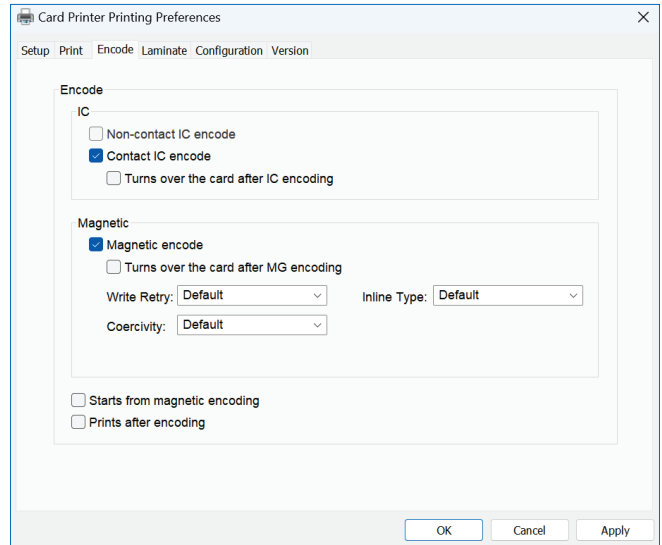 Card Printer Printing Preferences
Setup Print Encode Laminate Configuration Version
Encode
IC
Non-contact IC encode
Contact IC encode
Turns over the card after IC encoding
Magnetic
Magnetic encode
Turns over the card after MG encoding
Write Retry: Default Inline Type: Default
Coercivity: Default
Starts from magnetic encoding
Prints after encoding
OK Cancel Apply